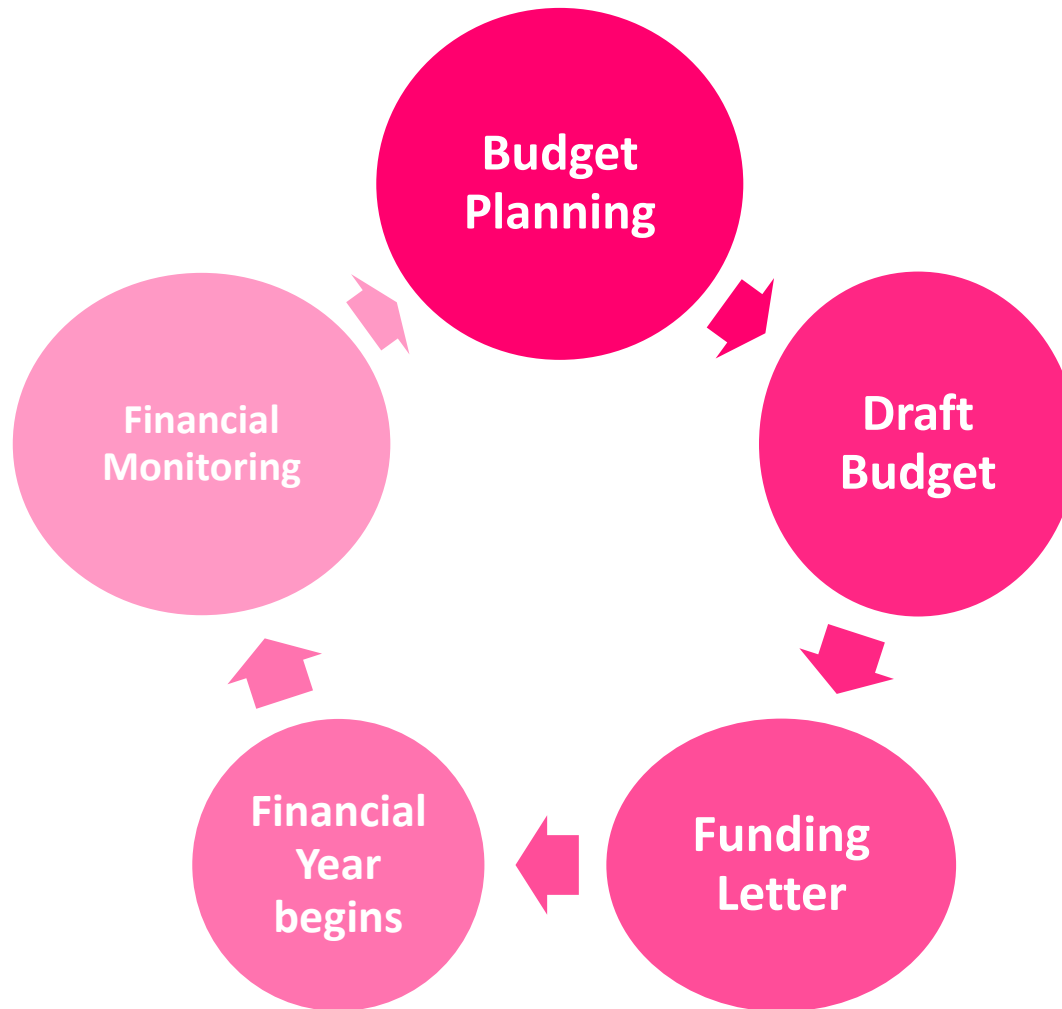 Budget
Planning
Draft
Budget
Funding
Letter
Financial
Year
begins
Financial
Monitoring